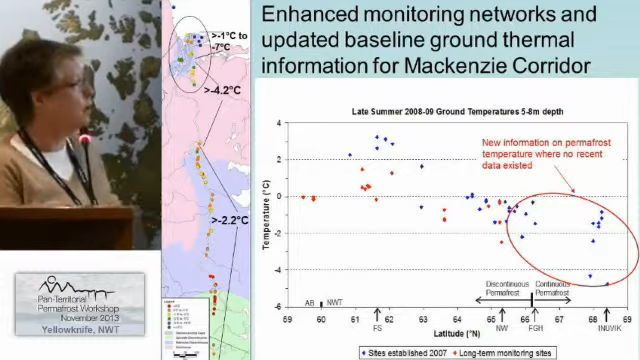 Enhanced monitoring networks and
updated baseline ground thermal
information for Mackenzie Corridor
>-1°C to
-7°C
>-4.2°C
>-2.2°C
Late Summer 2008-09 Ground Temperatures 5-8m depth
New information on permafrost
temperature where no recent
data existed
Temperature (°C)
4
2
0
-2
-4
-6
Discontinuous
Permafrost
Continuous
Permafrost
AB
NWT
59 60 61 62 63 64 65 66 67 68 69
FS
NW
FGH
INUVIK
Latitude (°N)
Sites established 2007
Long-term monitoring sites
Pan-Territorial
Permafrost Workshop
November 2013
Yellowknife, NWT